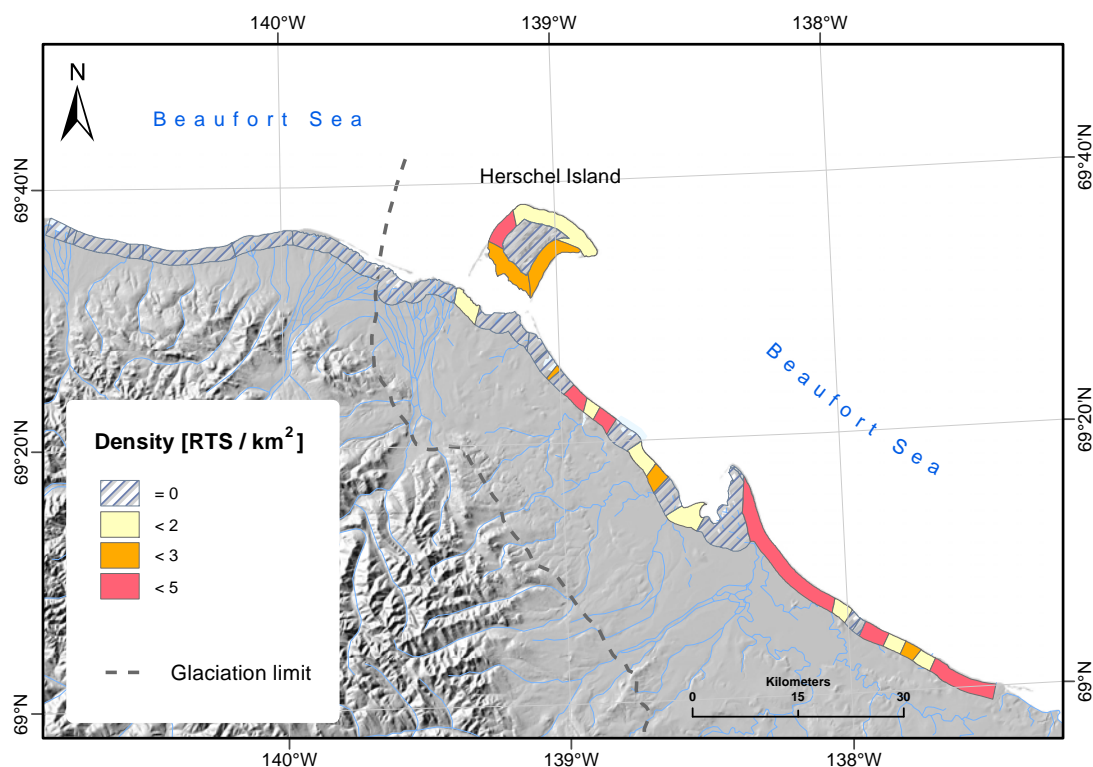 140°W 139°W 138°W
N
Beaufort Sea
69°40'N
69°40'N
Herschel Island
Beaufort Sea
69°20'N
69°20'N
Density [RTS / km²]
= 0
< 2
< 3
< 5
Glaciation limit
Kilometers
0 15 30
69°N
69°N
140°W 139°W 138°W